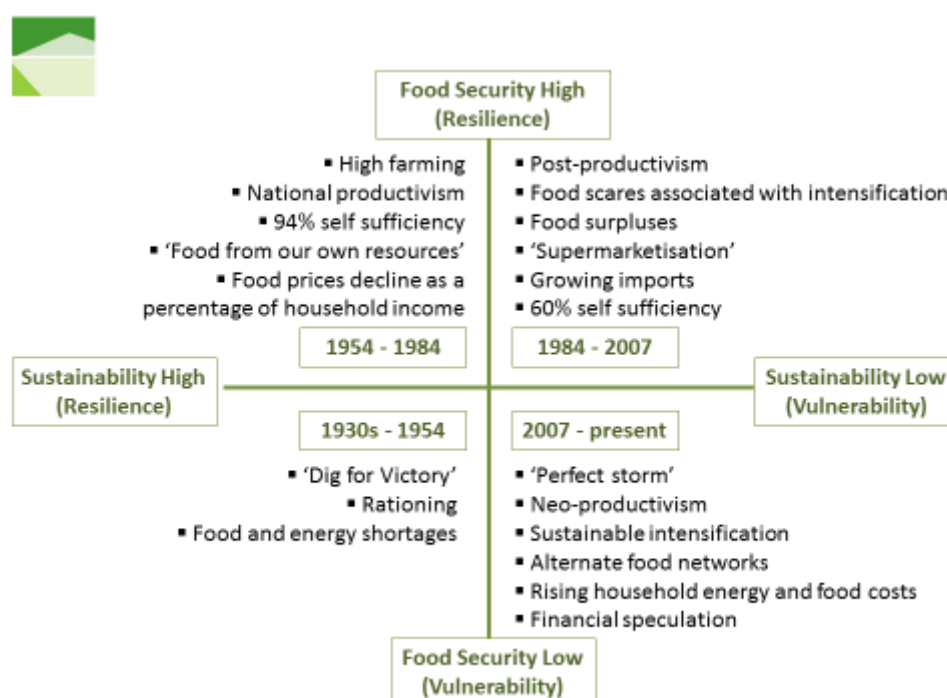 Food Security High
(Resilience)
▪ High farming
▪ National productivism
▪ 94% self sufficiency
▪ ‘Food from our own resources’
▪ Food prices decline as a
percentage of household income
1954 - 1984
▪ Post-productivism
▪ Food scares associated with intensification
▪ Food surpluses
▪ ‘Supermarketisation’
▪ Growing imports
▪ 60% self sufficiency
1984 - 2007
Sustainability High
(Resilience)
Sustainability Low
(Vulnerability)
1930s - 1954
▪ ‘Dig for Victory’
▪ Rationing
▪ Food and energy shortages
2007 - present
▪ ‘Perfect storm’
▪ Neo-productivism
▪ Sustainable intensification
▪ Alternate food networks
▪ Rising household energy and food costs
▪ Financial speculation
Food Security Low
(Vulnerability)